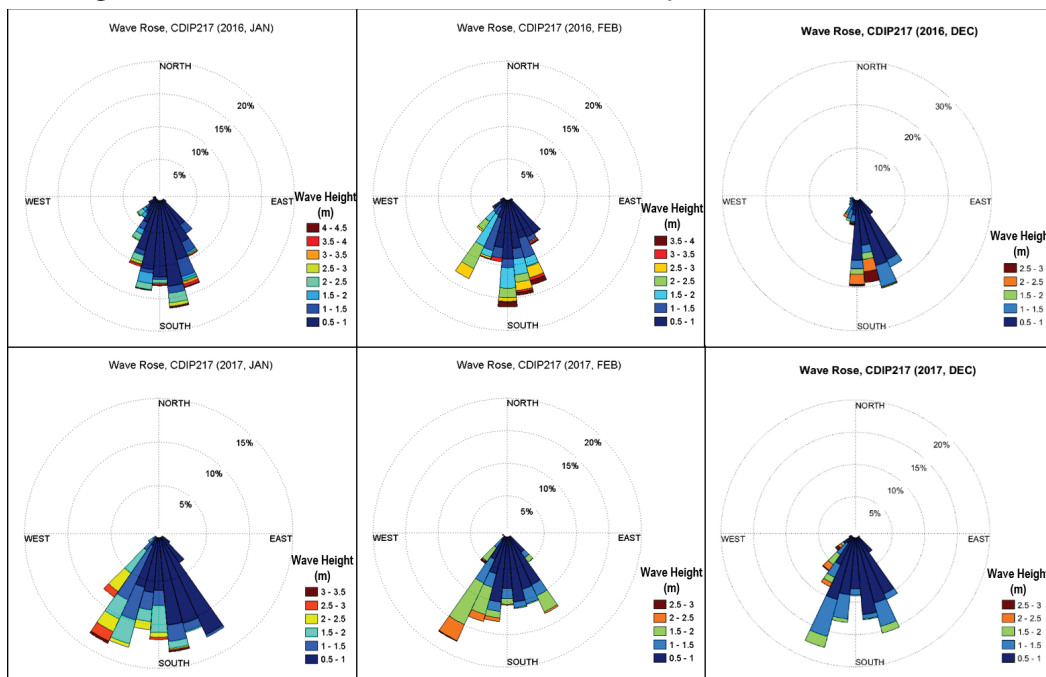 Wave Rose, CDIP217 (2016, JAN)
NORTH
20%
15%
10%
5%
WEST
EAST
SOUTH
Wave Height
(m)
4 - 4.5
3.5 - 4
3 - 3.5
2.5 - 3
2 - 2.5
1.5 - 2
1 - 1.5
0.5 - 1
Wave Rose, CDIP217 (2016, FEB)
NORTH
20%
15%
10%
5%
WEST
EAST
SOUTH
Wave Height
(m)
3.5 - 4
3 - 3.5
2.5 - 3
2 - 2.5
1.5 - 2
1 - 1.5
0.5 - 1
Wave Rose, CDIP217 (2016, DEC)
NORTH
30%
20%
10%
WEST
EAST
SOUTH
Wave Height
(m)
2.5 - 3
2 - 2.5
1.5 - 2
1 - 1.5
0.5 - 1
Wave Rose, CDIP217 (2017, JAN)
NORTH
15%
10%
5%
WEST
EAST
SOUTH
Wave Height
(m)
3 - 3.5
2.5 - 3
2 - 2.5
1.5 - 2
1 - 1.5
0.5 - 1
Wave Rose, CDIP217 (2017, FEB)
NORTH
20%
15%
10%
5%
WEST
EAST
SOUTH
Wave Height
(m)
2.5 - 3
2 - 2.5
1.5 - 2
1 - 1.5
0.5 - 1
Wave Rose, CDIP217 (2017, DEC)
NORTH
20%
15%
10%
5%
WEST
EAST
SOUTH
Wave Height
(m)
2.5 - 3
2 - 2.5
1.5 - 2
1 - 1.5
0.5 - 1